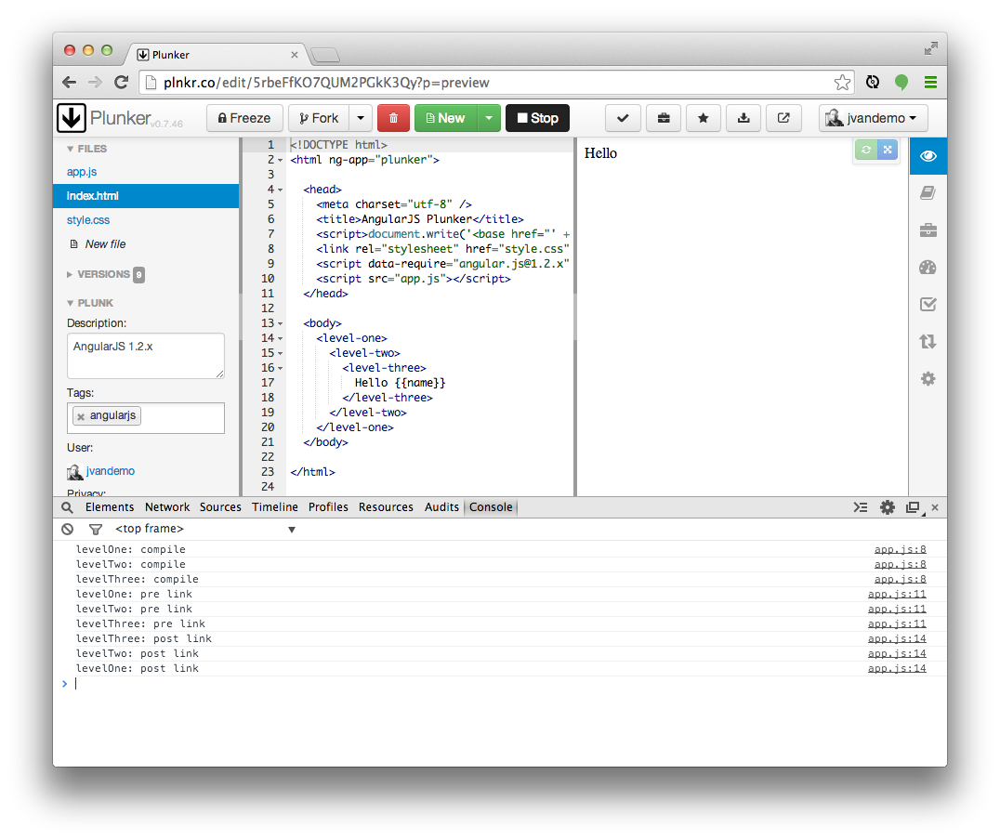 Plunker
plnkr.co/edit/5rbeFfKO7QUM2PGkK3Qy?p=preview
Plunker v0.7.46
Freeze
Fork
New
Stop
jvandemo
FILES
app.js
index.html
style.css
New file
VERSIONS 9
PLUNK
Description:
AngularJS 1.2.x
Tags:
angularjs
User:
jvandemo
Privacy:
1 <!DOCTYPE html>
2 <html ng-app="plunker">
3
4 <head>
5 <meta charset="utf-8" />
6 <title>AngularJS Plunker</title>
7 <script>document.write('<base href="' +
8 <link rel="stylesheet" href="style.css"
9 <script data-require="angular.js@1.2.x"
10 <script src="app.js"></script>
11 </head>
12
13 <body>
14 <level-one>
15 <level-two>
16 <level-three>
17 Hello {{name}}
18 </level-three>
19 </level-two>
20 </level-one>
21 </body>
22
23 </html>
24
Hello
Elements Network Sources Timeline Profiles Resources Audits Console
<top frame>
levelOne: compile app.js:8
levelTwo: compile app.js:8
levelThree: compile app.js:8
levelOne: pre link app.js:11
levelTwo: pre link app.js:11
levelThree: pre link app.js:11
levelThree: post link app.js:14
levelTwo: post link app.js:14
levelOne: post link app.js:14
>